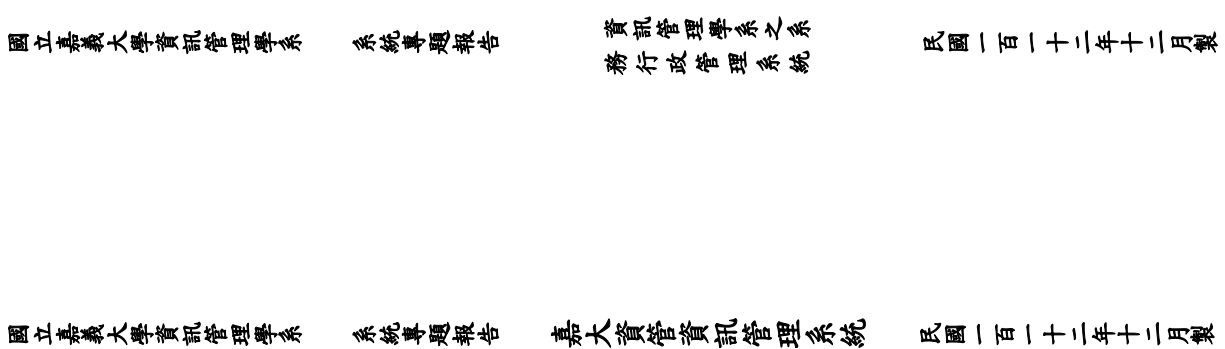 國立嘉義大學資訊管理學系
系統專題報告
資訊管理學系之系
務行政管理系統
民國一百一十二年十二月製
國立嘉義大學資訊管理學系
系統專題報告
嘉大資管資訊管理系統
民國一百一十二年十二月製